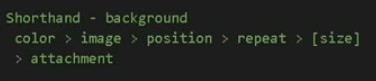 Shorthand - background
color > image > position > repeat > [size]
> attachment